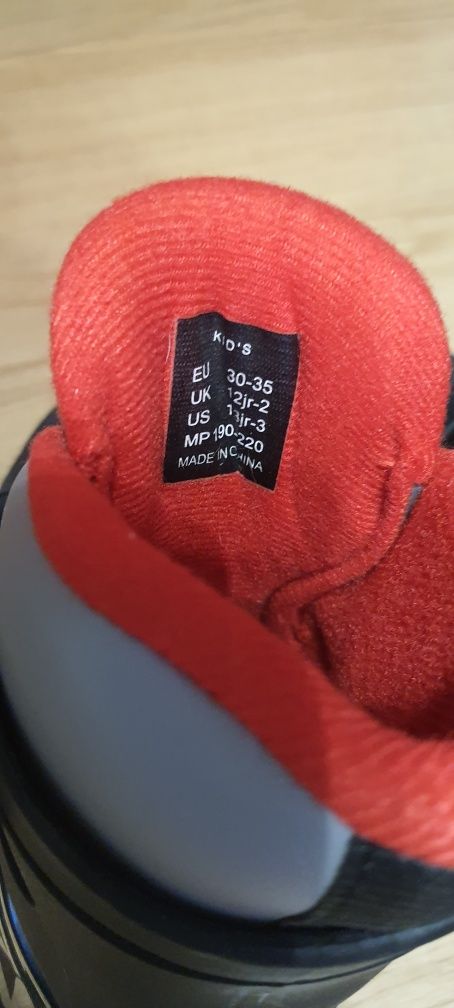 KID'S
EU 30-35
UK 12jr-2
US 13jr-3
MP 190-220
MADE IN CHINA